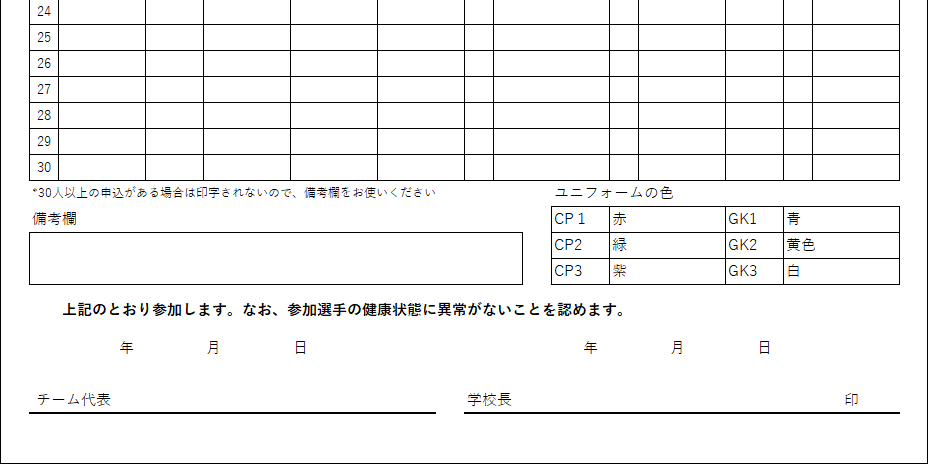 24
25
26
27
28
29
30
*30人以上の申込がある場合は印字されないので、備考欄をお使いください
ユニフォームの色
備考欄
CP 1 赤 GK1 青
CP2 緑 GK2 黄色
CP3 紫 GK3 白
上記のとおり参加します。なお、参加選手の健康状態に異常がないことを認めます。
年 月 日 年 月 日
チーム代表 学校長 印